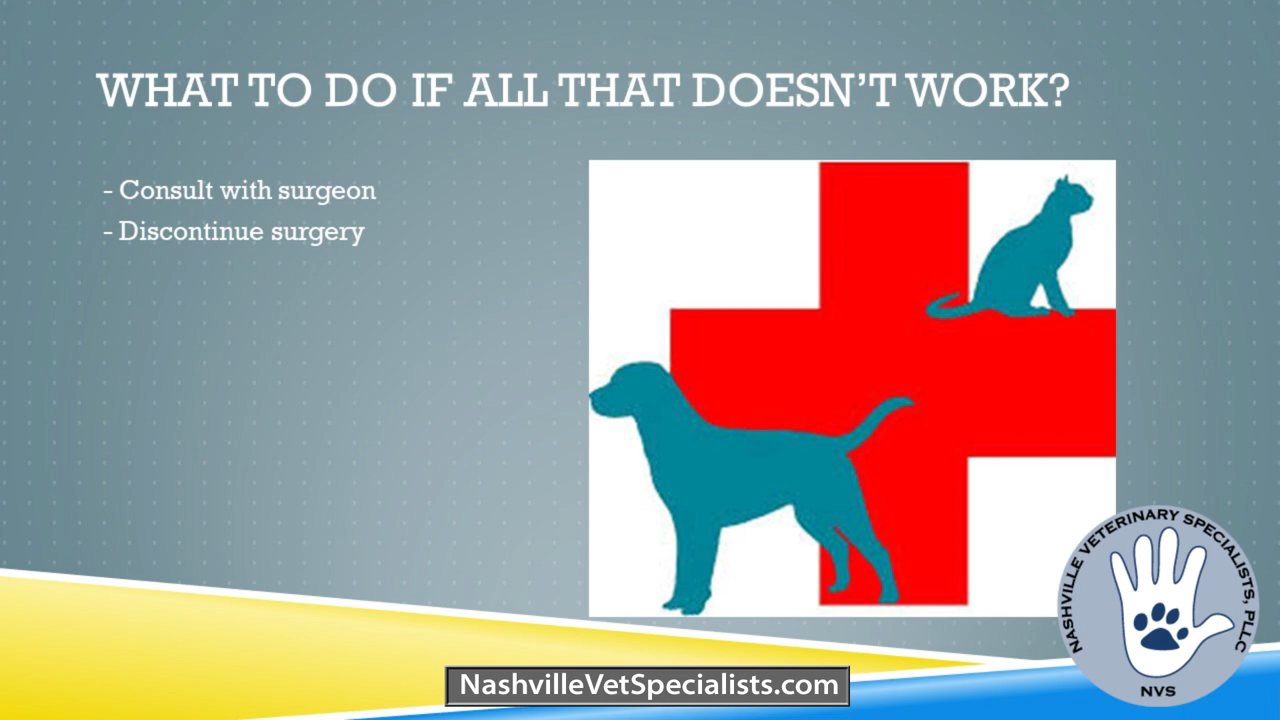 WHAT TO DO IF ALL THAT DOESN'T WORK?
- Consult with surgeon
- Discontinue surgery
NASHVILLE VETERINARY SPECIALISTS, PLLC
NVS
NashvilleVetSpecialists.com